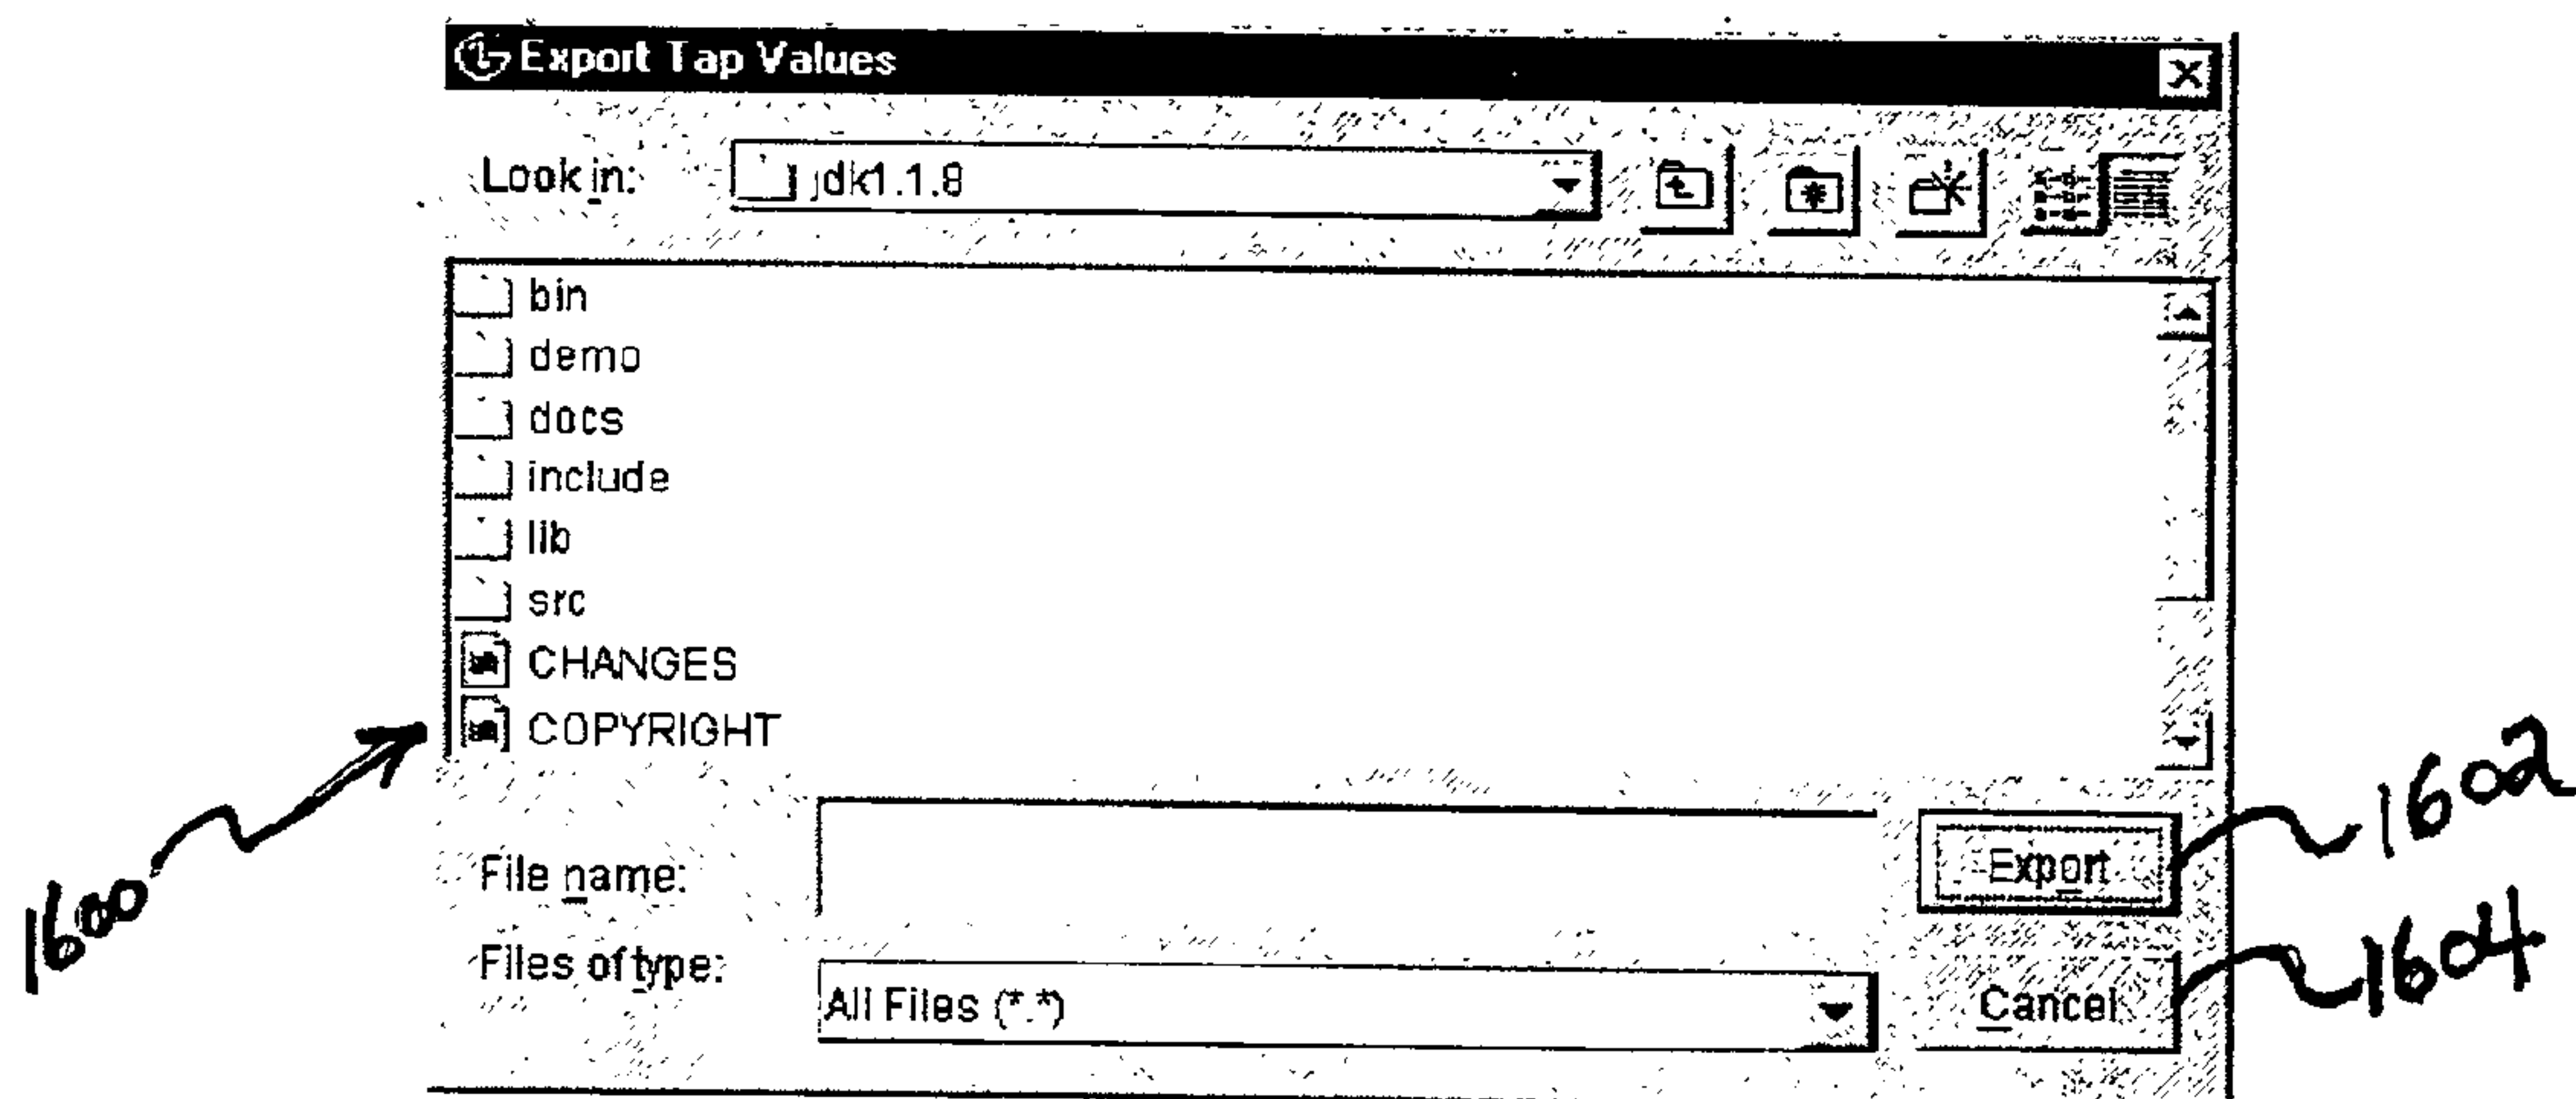 Export Tap Values
Look in: jdk1.1.8
bin
demo
docs
include
lib
src
CHANGES
COPYRIGHT
1600
File name:
Export
1602
Files of type:
All Files (*.*)
Cancel
1604